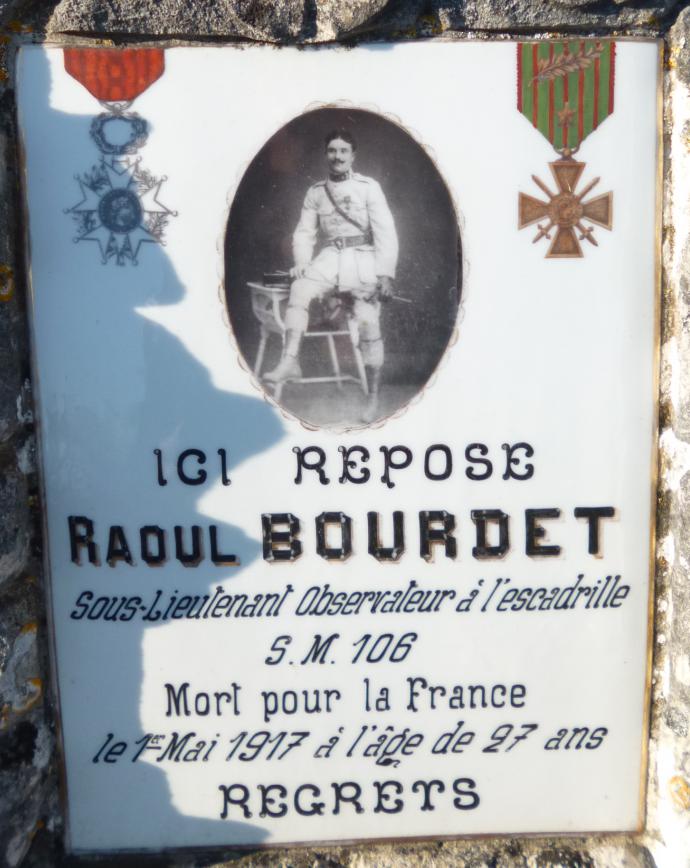 ICI REPOSE
RAOUL BOURDET
Sous-Lieutenant Observateur à l'escadrille
S.M. 106
Mort pour la France
le 1er Mai 1917 à l'âge de 27 ans
REGRETS